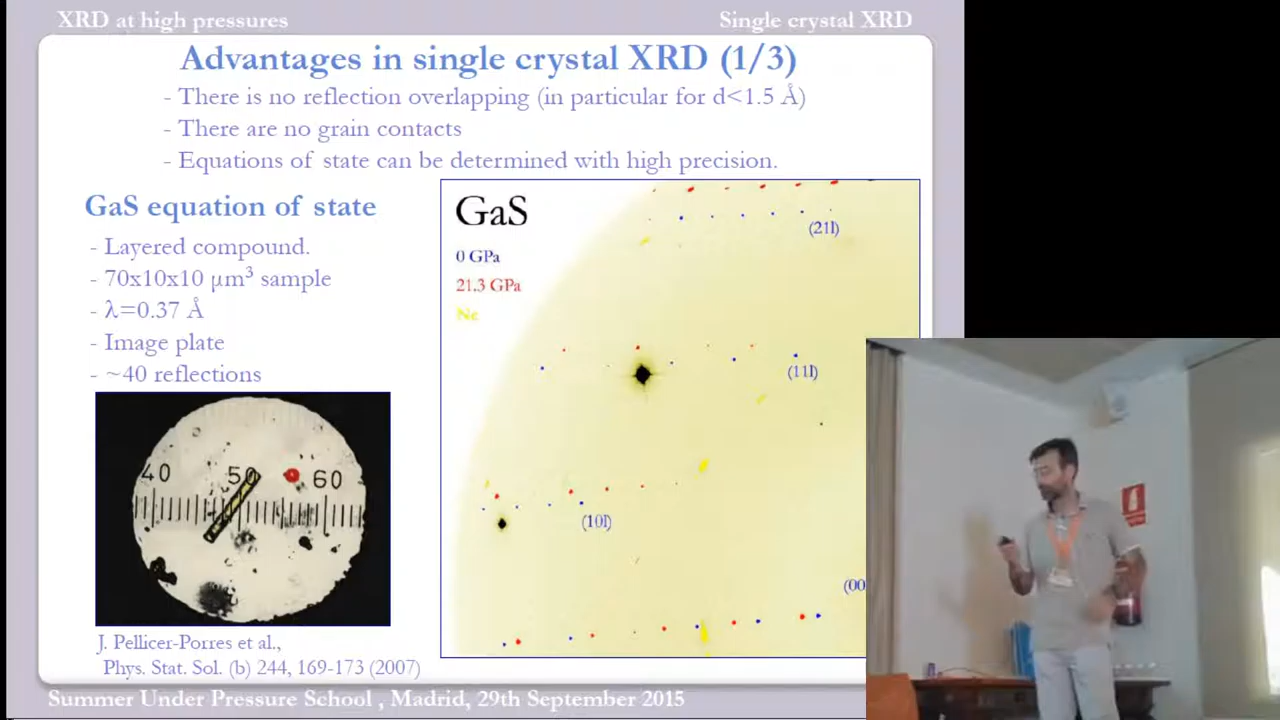 XRD at high pressures
Single crystal XRD
Advantages in single crystal XRD (1/3)
- There is no reflection overlapping (in particular for d<1.5 Å)
- There are no grain contacts
- Equations of state can be determined with high precision.
GaS equation of state
- Layered compound.
- 70x10x10 µm³ sample
- λ=0.37 Å
- Image plate
- ~40 reflections
40 50 60
J. Pellicer-Porres et al.,
Phys. Stat. Sol. (b) 244, 169-173 (2007)
GaS
0 GPa
21.3 GPa
Ne
(21l)
(11l)
(10l)
(00
Summer Under Pressure School , Madrid, 29th September 2015